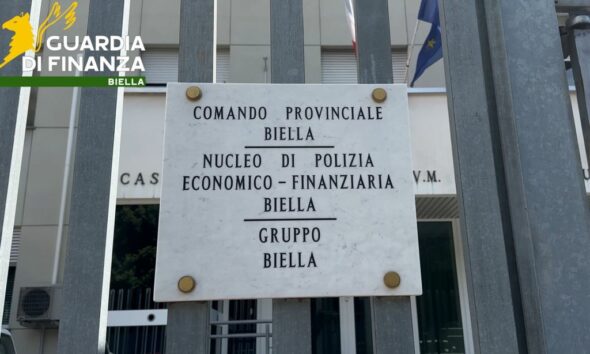 GUARDIA
DI FINANZA
BIELLA
COMANDO PROVINCIALE
BIELLA
NUCLEO DI POLIZIA
ECONOMICO - FINANZIARIA
BIELLA
GRUPPO
BIELLA
CAS
V.M.